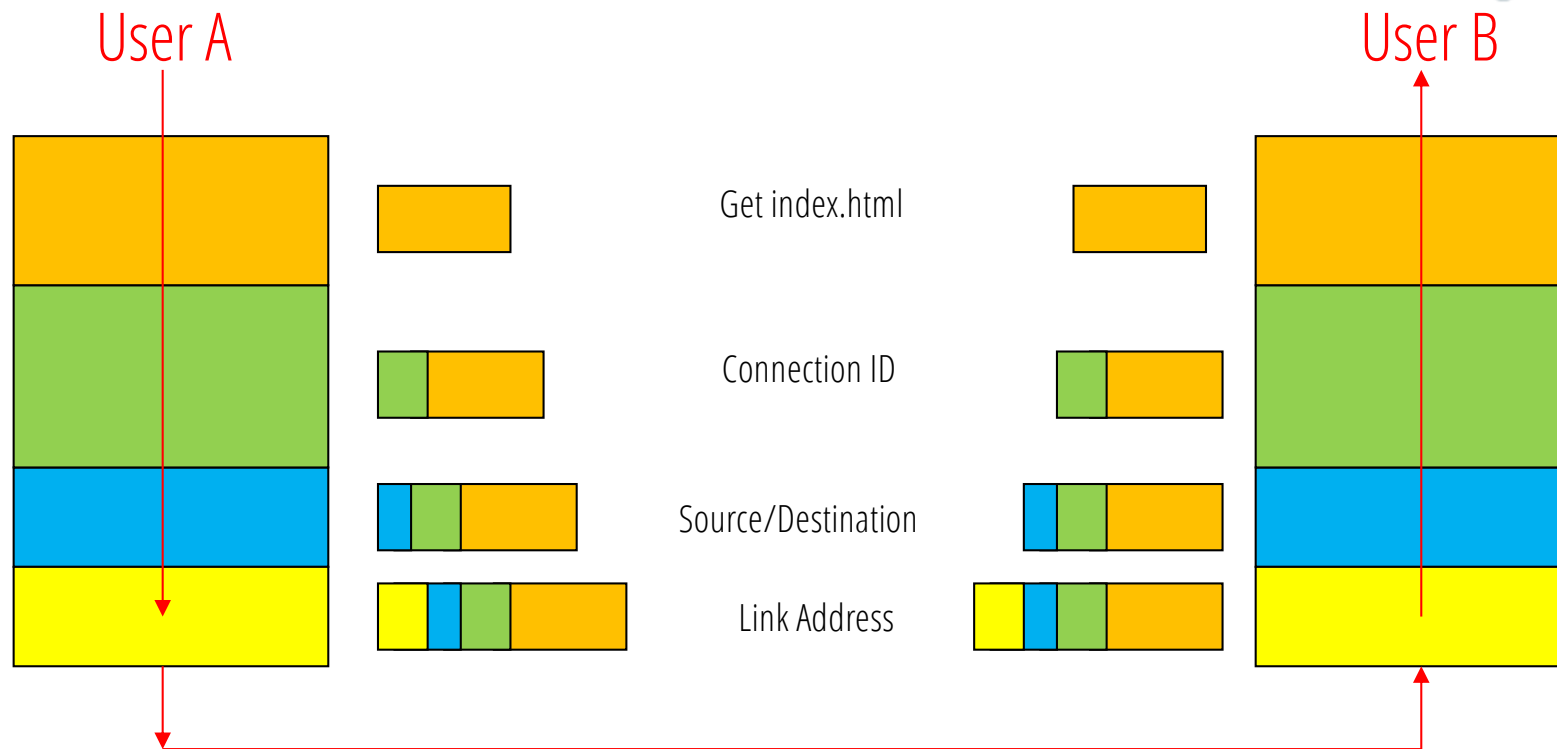 User A
User B
Get index.html
Connection ID
Source/Destination
Link Address